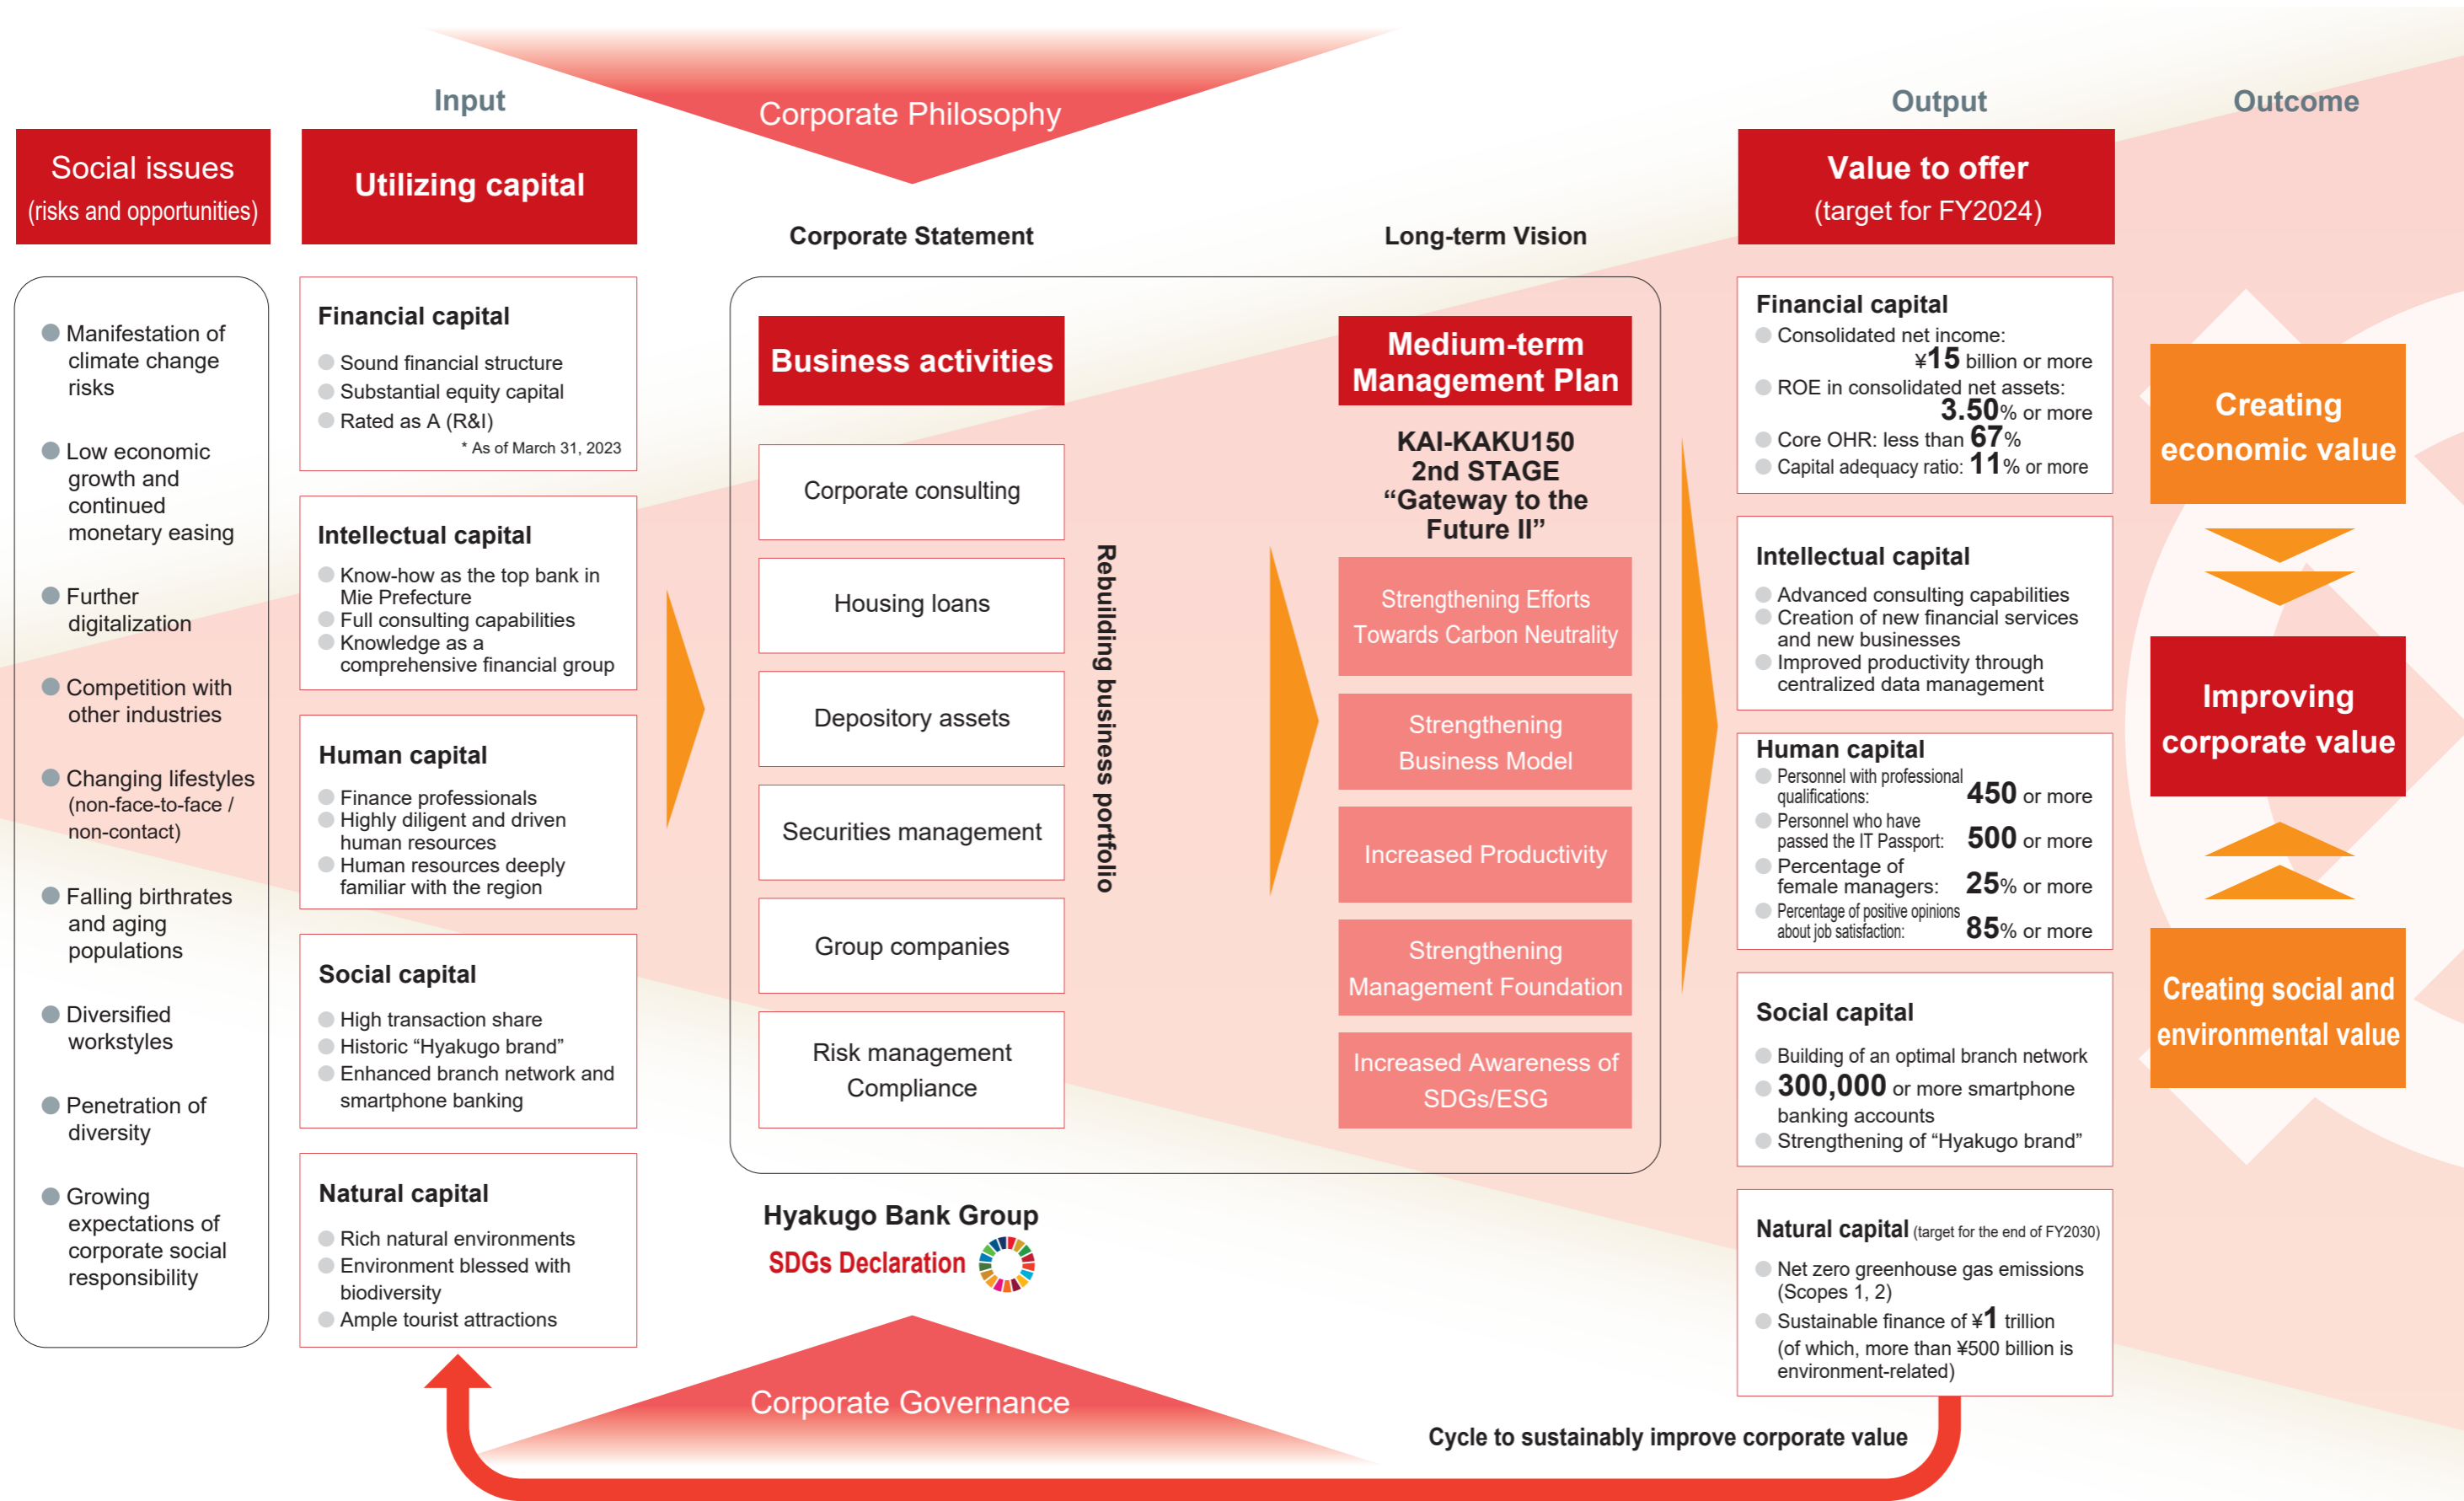 Corporate Philosophy
Input
Social issues
(risks and opportunities)
Manifestation of
climate change
risks
Low economic
growth and
continued
monetary easing
Further
digitalization
Competition with
other industries
Changing lifestyles
(non-face-to-face /
non-contact)
Falling birthrates
and aging
populations
Diversified
workstyles
Penetration of
diversity
Growing
expectations of
corporate social
responsibility
Utilizing capital
Financial capital
Sound financial structure
Substantial equity capital
Rated as A (R&I)
* As of March 31, 2023
Intellectual capital
Know-how as the top bank in
Mie Prefecture
Full consulting capabilities
Knowledge as a
comprehensive financial group
Human capital
Finance professionals
Highly diligent and driven
human resources
Human resources deeply
familiar with the region
Social capital
High transaction share
Historic “Hyakugo brand”
Enhanced branch network and
smartphone banking
Natural capital
Rich natural environments
Environment blessed with
biodiversity
Ample tourist attractions
Corporate Statement
Business activities
Corporate consulting
Housing loans
Depository assets
Securities management
Group companies
Risk management
Compliance
Rebuilding business portfolio
Long-term Vision
Medium-term
Management Plan
KAI-KAKU150
2nd STAGE
“Gateway to the
Future II”
Strengthening Efforts
Towards Carbon Neutrality
Strengthening
Business Model
Increased Productivity
Strengthening
Management Foundation
Increased Awareness of
SDGs/ESG
Hyakugo Bank Group
SDGs Declaration
Corporate Governance
Output
Value to offer
(target for FY2024)
Financial capital
Consolidated net income:
¥15 billion or more
ROE in consolidated net assets:
3.50% or more
Core OHR: less than 67%
Capital adequacy ratio: 11% or more
Intellectual capital
Advanced consulting capabilities
Creation of new financial services
and new businesses
Improved productivity through
centralized data management
Human capital
Personnel with professional
qualifications: 450 or more
Personnel who have
passed the IT Passport: 500 or more
Percentage of
female managers: 25% or more
Percentage of positive opinions
about job satisfaction: 85% or more
Social capital
Building of an optimal branch network
300,000 or more smartphone
banking accounts
Strengthening of “Hyakugo brand”
Natural capital (target for the end of FY2030)
Net zero greenhouse gas emissions
(Scopes 1, 2)
Sustainable finance of ¥1 trillion
(of which, more than ¥500 billion is
environment-related)
Outcome
Creating
economic value
Improving
corporate value
Creating social and
environmental value
Cycle to sustainably improve corporate value